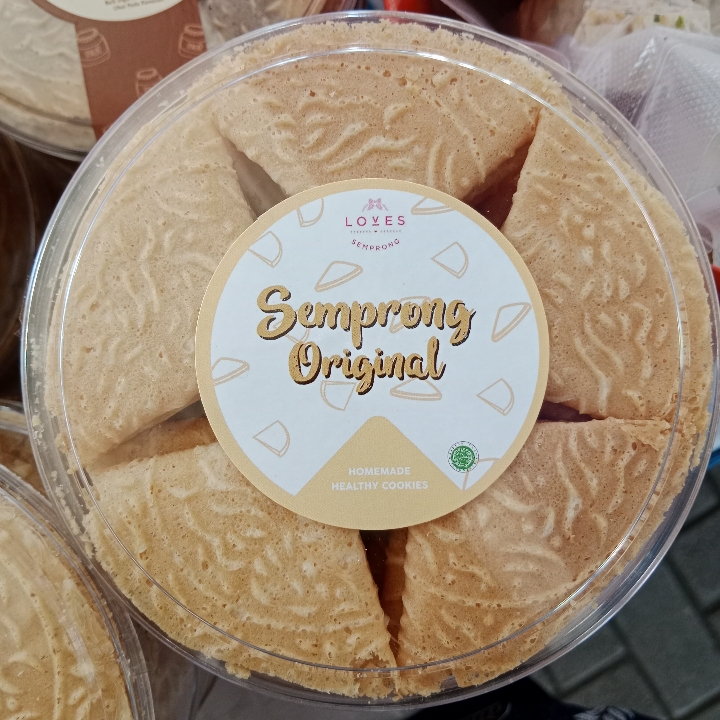 LOVES
SEMPRONG
Semprong
Original
HOMEMADE
HEALTHY COOKIES